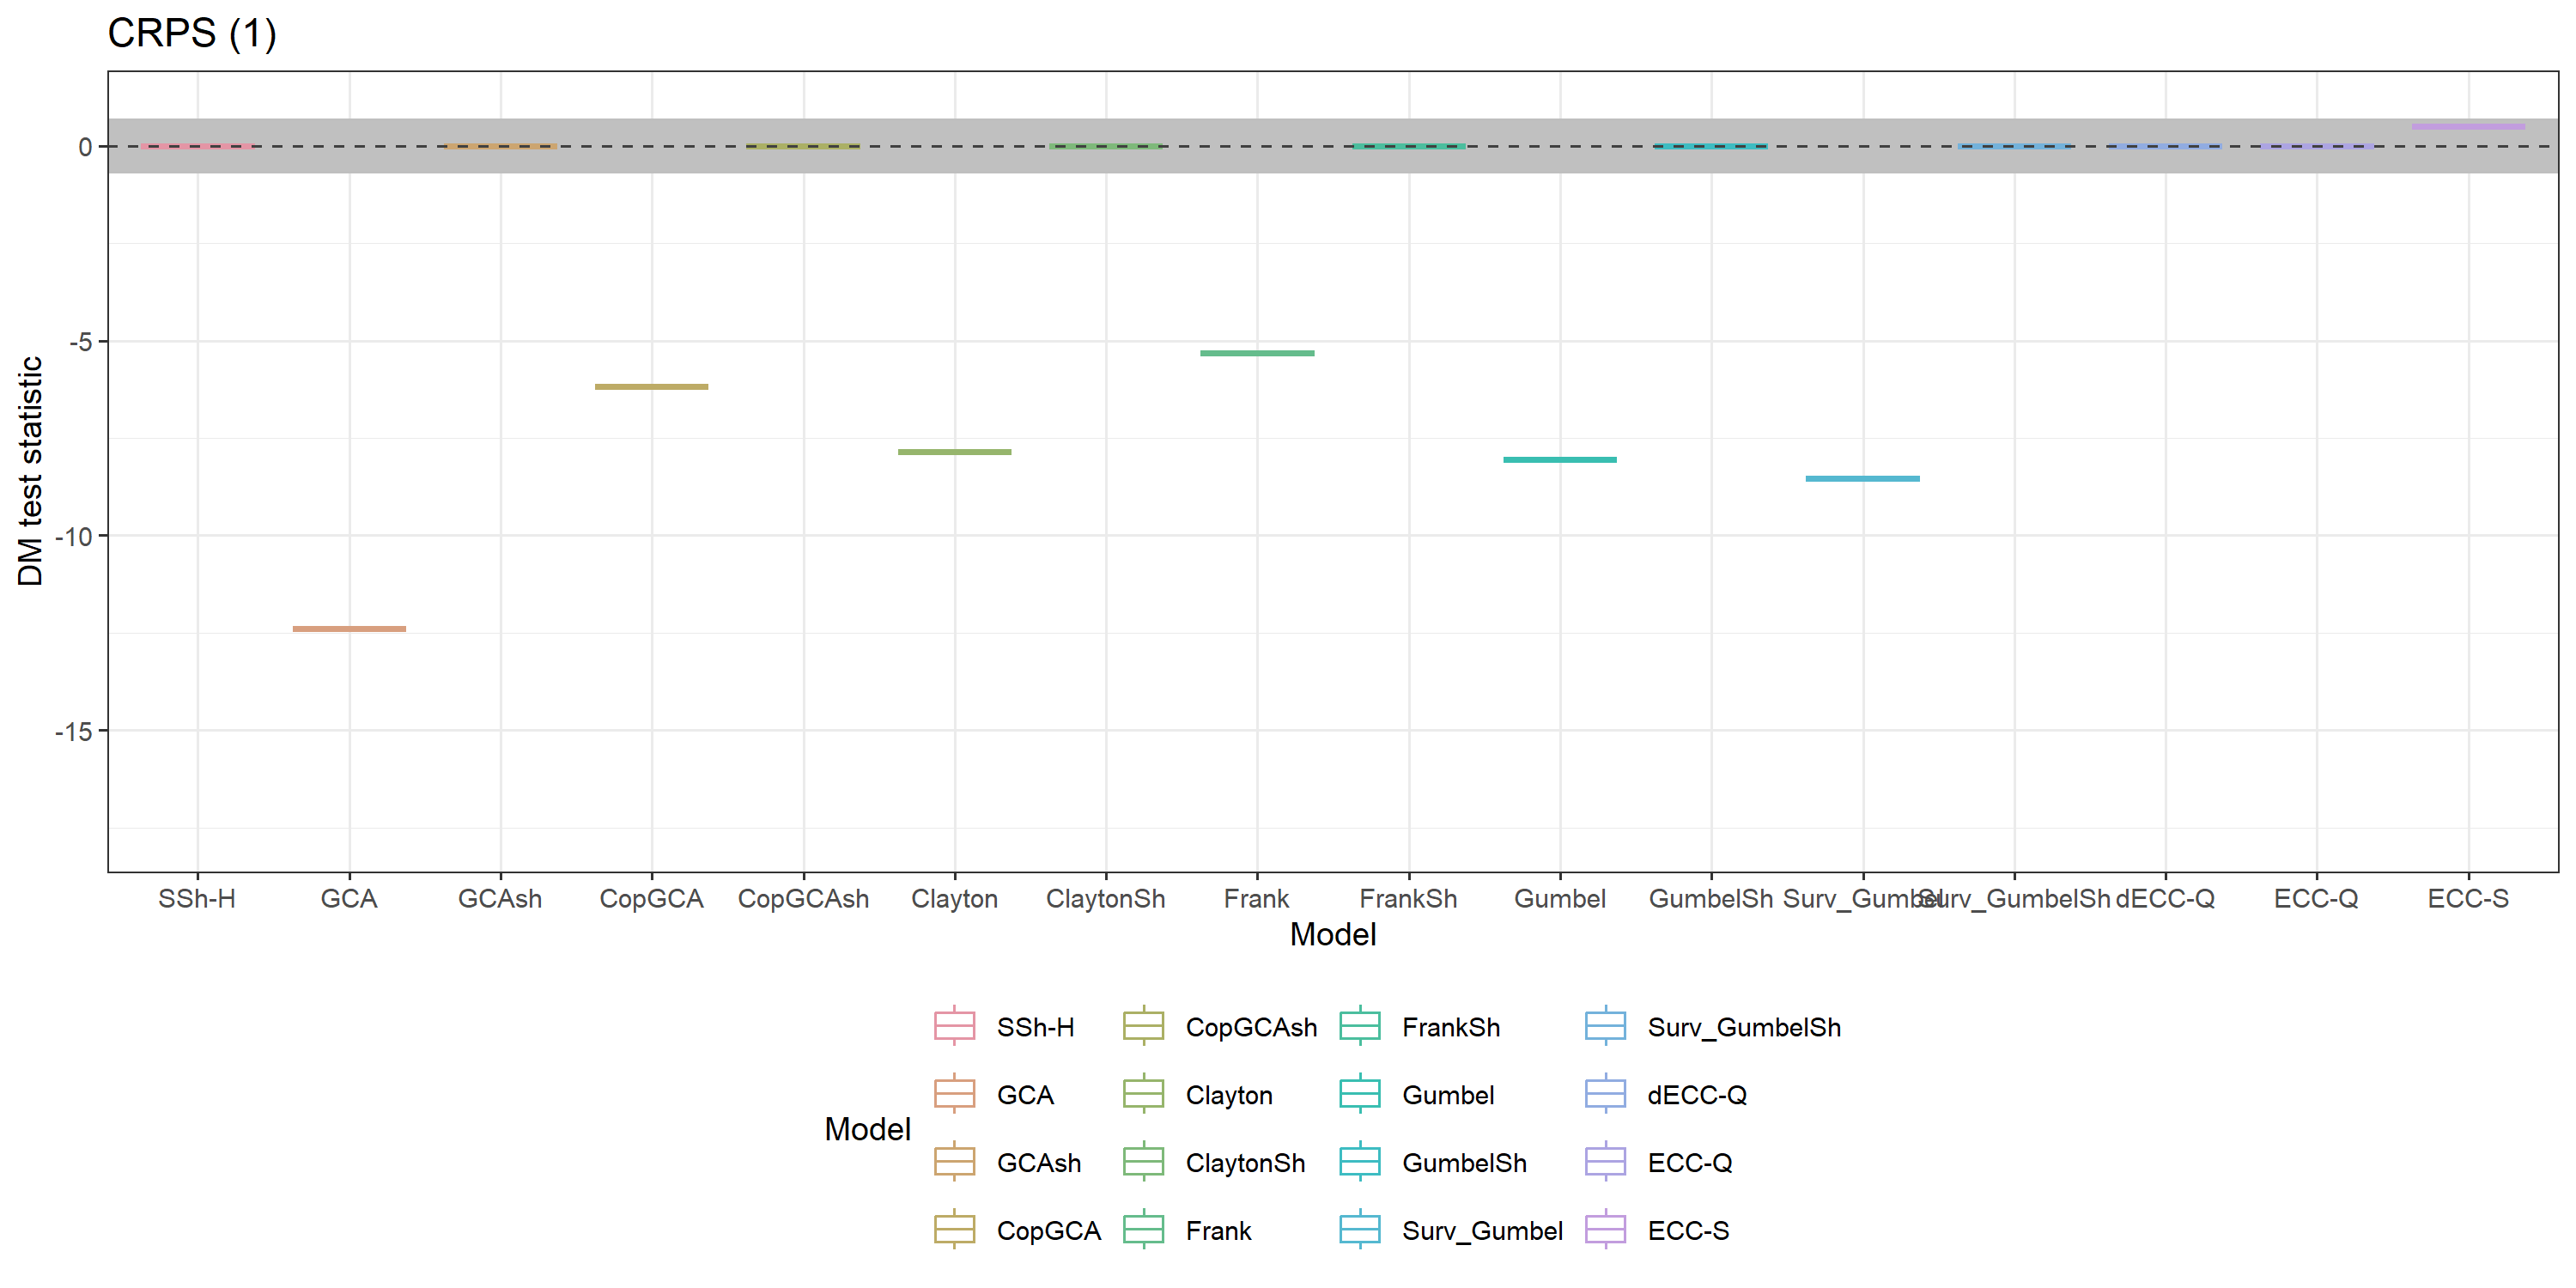 CRPS (1)
DM test statistic
0
-5
-10
-15
SSh-H GCA GCAsh CopGCA CopGCAsh Clayton ClaytonSh Frank FrankSh Gumbel GumbelSh Surv_Gumbel Surv_GumbelSh dECC-Q ECC-Q ECC-S
Model
Model
SSh-H CopGCAsh FrankSh Surv_GumbelSh
GCA Clayton Gumbel dECC-Q
GCAsh ClaytonSh GumbelSh ECC-Q
CopGCA Frank Surv_Gumbel ECC-S